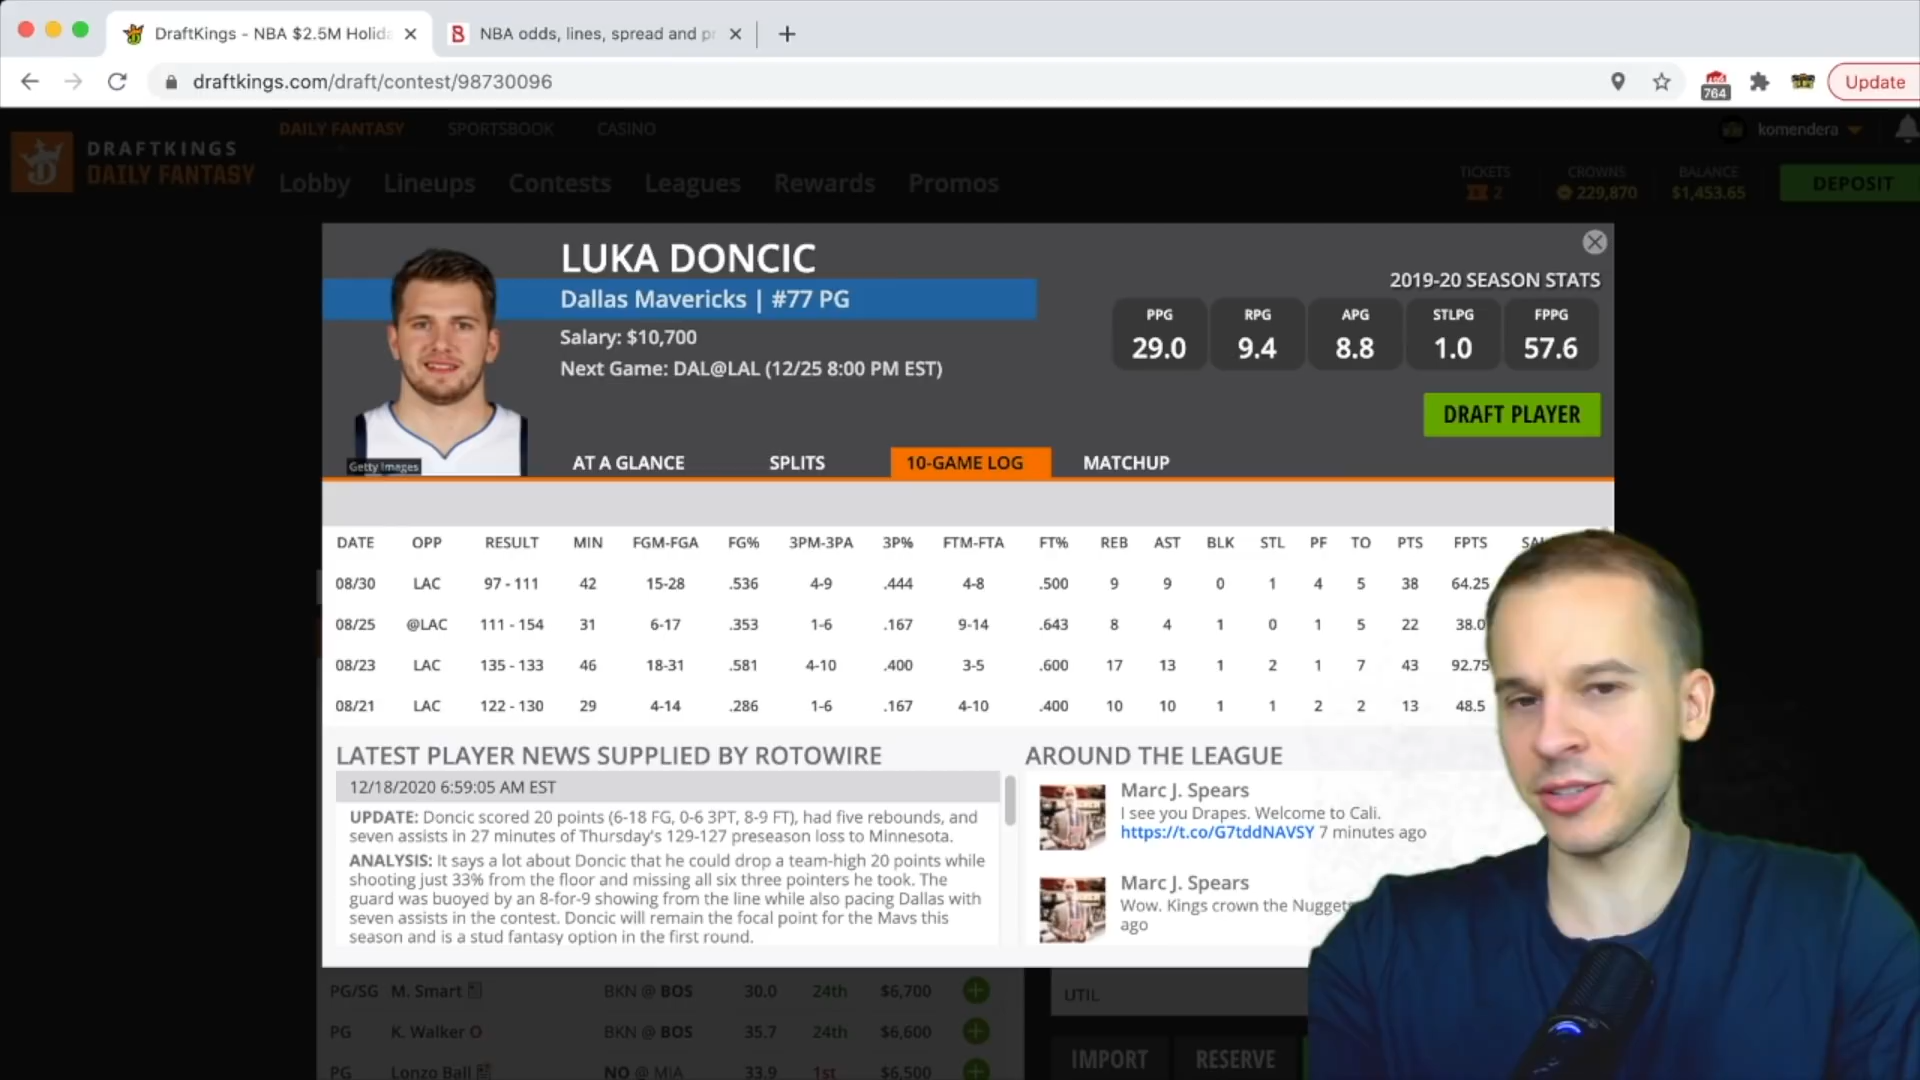 DraftKings - NBA $2.5M Holid
NBA odds, lines, spread and p
draftkings.com/draft/contest/98730096
764
Update
DRAFTKINGS
DAILY FANTASY
DAILY FANTASY SPORTSBOOK CASINO
komendera
Lobby Lineups Contests Leagues Rewards Promos
TICKETS
2
CROWNS
229,870
BALANCE
$1,453.65
DEPOSIT
LUKA DONCIC
Dallas Mavericks | #77 PG
Salary: $10,700
Next Game: DAL@LAL (12/25 8:00 PM EST)
Getty Images
2019-20 SEASON STATS
PPG RPG APG STLPG FPPG
29.0 9.4 8.8 1.0 57.6
DRAFT PLAYER
AT A GLANCE SPLITS 10-GAME LOG MATCHUP
DATE OPP RESULT MIN FGM-FGA FG% 3PM-3PA 3P% FTM-FTA FT% REB AST BLK STL PF TO PTS FPTS
08/30 LAC 97 - 111 42 15-28 .536 4-9 .444 4-8 .500 9 9 0 1 4 5 38 64.25
08/25 @LAC 111 - 154 31 6-17 .353 1-6 .167 9-14 .643 8 4 1 0 1 5 22 38.0
08/23 LAC 135 - 133 46 18-31 .581 4-10 .400 3-5 .600 17 13 1 2 1 7 43 92.75
08/21 LAC 122 - 130 29 4-14 .286 1-6 .167 4-10 .400 10 10 1 1 2 2 13 48.5
LATEST PLAYER NEWS SUPPLIED BY ROTOWIRE
12/18/2020 6:59:05 AM EST
UPDATE: Doncic scored 20 points (6-18 FG, 0-6 3PT, 8-9 FT), had five rebounds, and
seven assists in 27 minutes of Thursday's 129-127 preseason loss to Minnesota.
ANALYSIS: It says a lot about Doncic that he could drop a team-high 20 points while
shooting just 33% from the floor and missing all six three pointers he took. The
guard was buoyed by an 8-for-9 showing from the line while also pacing Dallas with
seven assists in the contest. Doncic will remain the focal point for the Mavs this
season and is a stud fantasy option in the first round.
AROUND THE LEAGUE
Marc J. Spears
I see you Drapes. Welcome to Cali.
https://t.co/G7tddNAVSY 7 minutes ago
Marc J. Spears
Wow. Kings crown the Nuggets
ago
PG/SG M. Smart BKN @ BOS 30.0 24th $6,700
PG K. Walker O BKN @ BOS 35.7 24th $6,600
PG Lonzo Ball NO @ MIA 33.9 1st $6,500
UTIL
IMPORT RESERVE